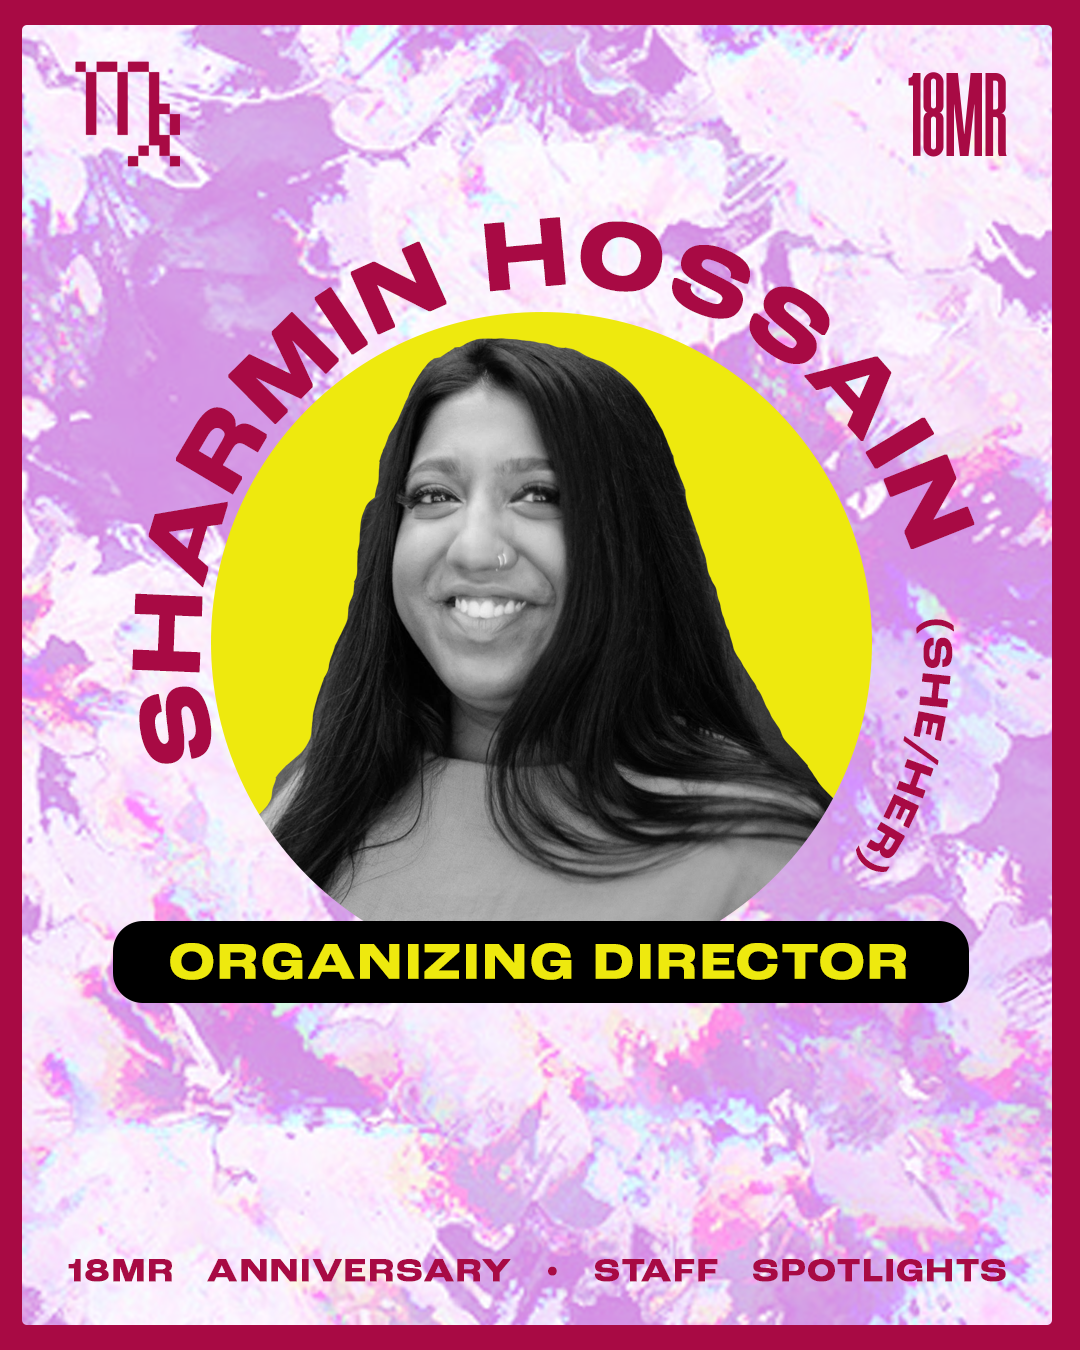 18MR
SHARMIN HOSSAIN
(SHE/HER)
ORGANIZING DIRECTOR
18MR ANNIVERSARY • STAFF SPOTLIGHTS